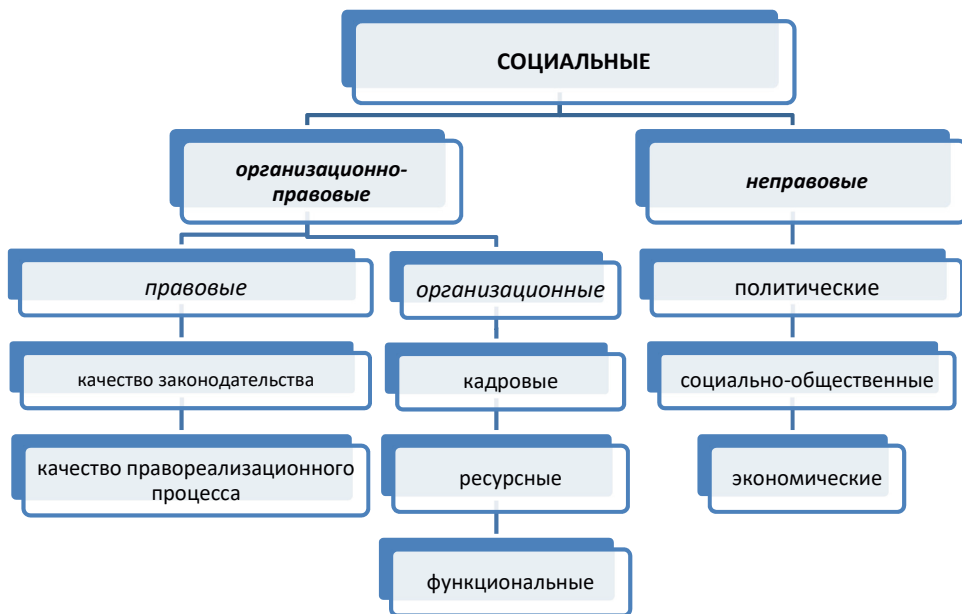 СОЦИАЛЬНЫЕ
организационно-
правовые
неправовые
правовые
организационные
политические
качество законодательства
кадровые
социально-общественные
качество правореализационного
процесса
ресурсные
экономические
функциональные